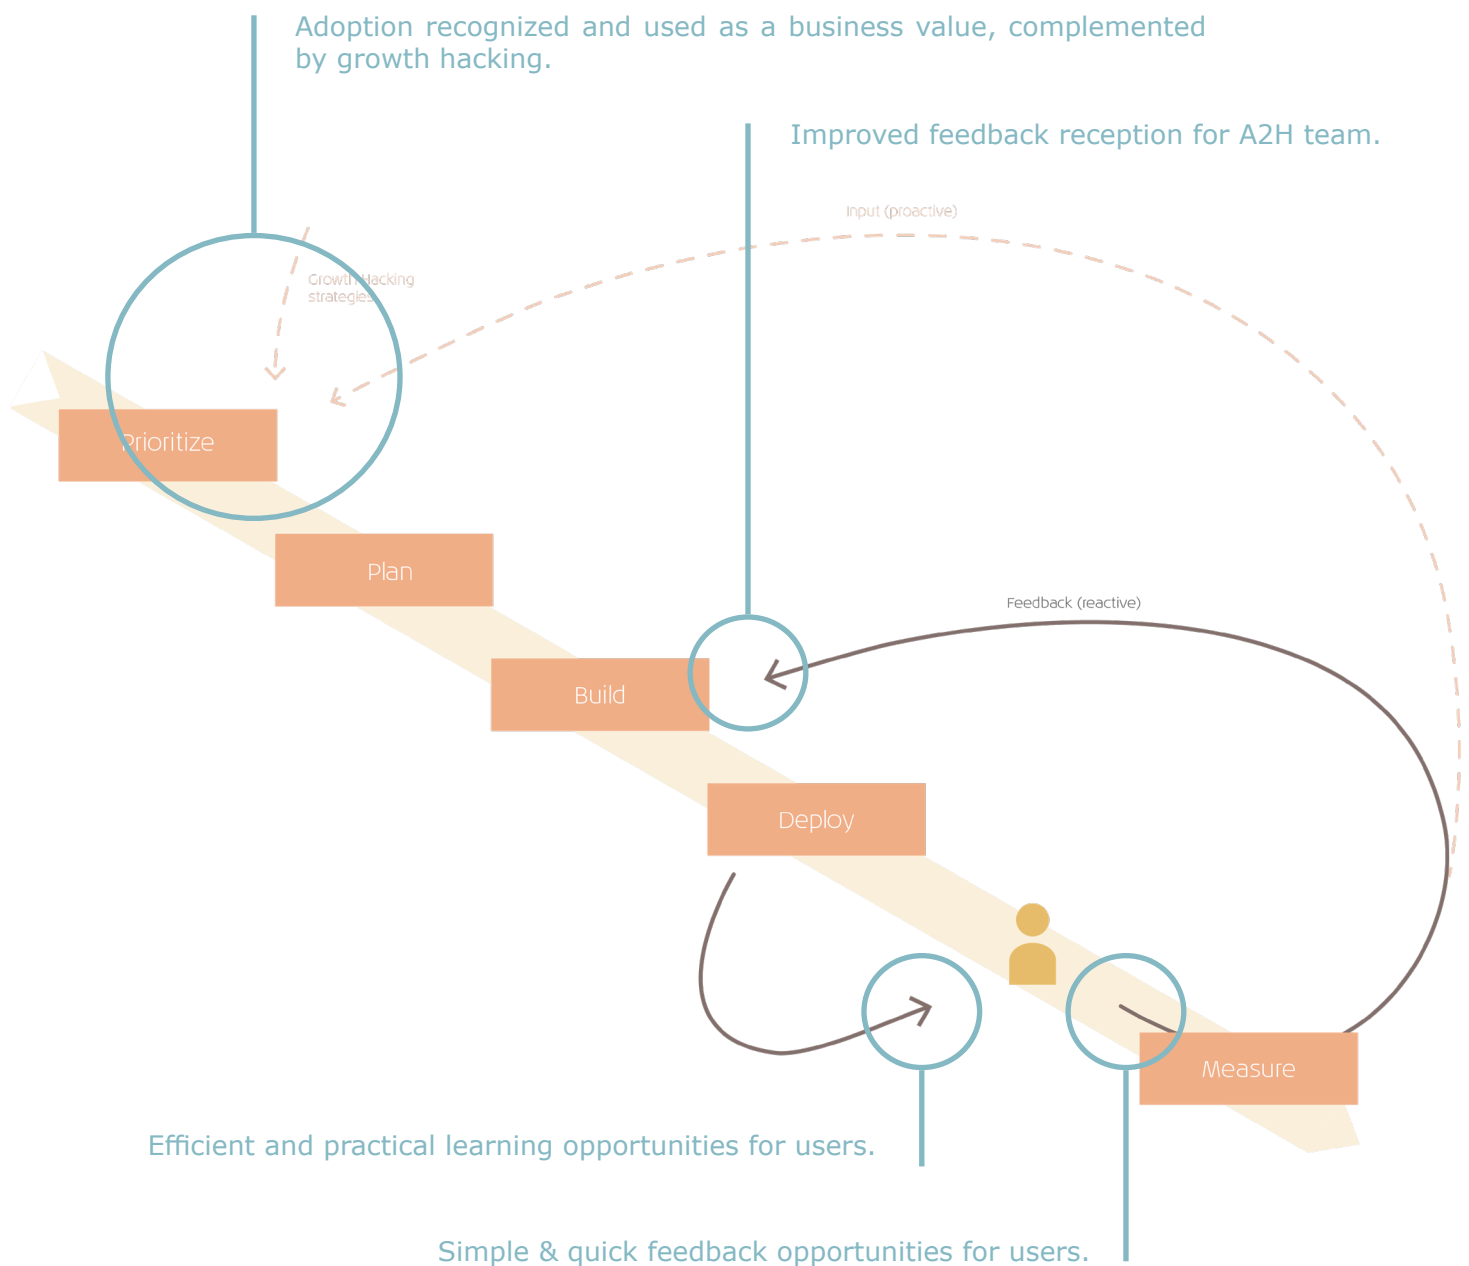 Adoption recognized and used as a business value, complemented
by growth hacking.
Improved feedback reception for A2H team.
Input (proactive)
Growth Hacking
strategies
Prioritize
Plan
Feedback (reactive)
Build
Deploy
Measure
Efficient and practical learning opportunities for users.
Simple & quick feedback opportunities for users.